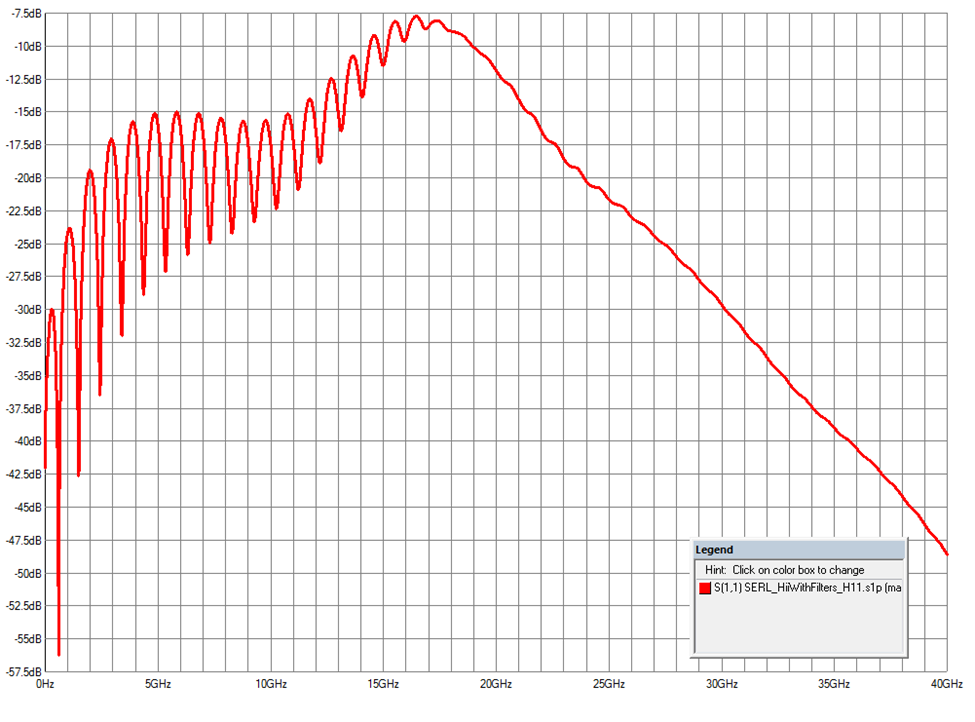 -7.5dB
-10dB
-12.5dB
-15dB
-17.5dB
-20dB
-22.5dB
-25dB
-27.5dB
-30dB
-32.5dB
-35dB
-37.5dB
-40dB
-42.5dB
-45dB
-47.5dB
-50dB
-52.5dB
-55dB
-57.5dB
0Hz 5GHz 10GHz 15GHz 20GHz 25GHz 30GHz 35GHz 40GHz
Legend
Hint: Click on color box to change
S(1,1) SERL_HiiWithFilters_H11.s1p (ma